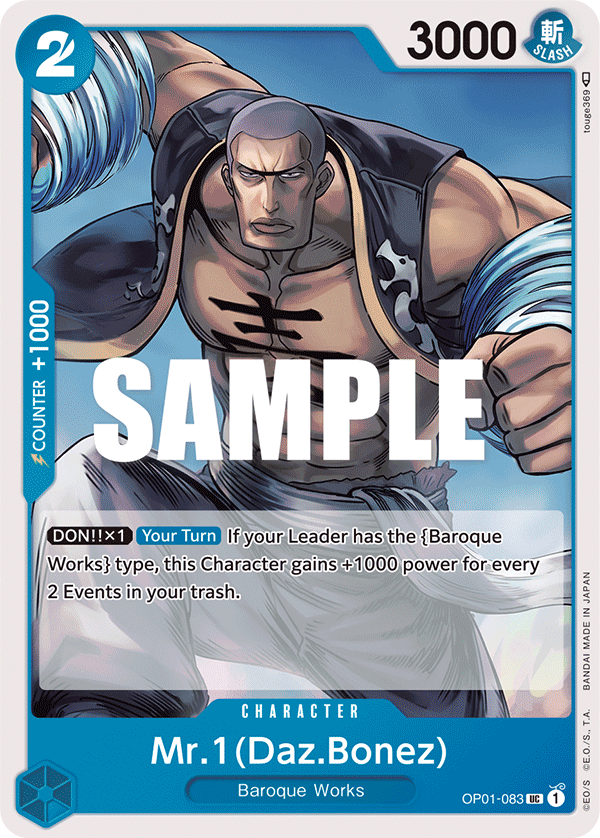 2
3000
斬
SLASH
touge369
COUNTER +1000
吉
SAMPLE
DON!!×1 Your Turn If your Leader has the {Baroque
Works} type, this Character gains +1000 power for every
2 Events in your trash.
CHARACTER
Mr.1(Daz.Bonez)
Baroque Works
OP01-083 UC 1
©E.O/S ©E.O./S., T.A. BANDAI MADE IN JAPAN